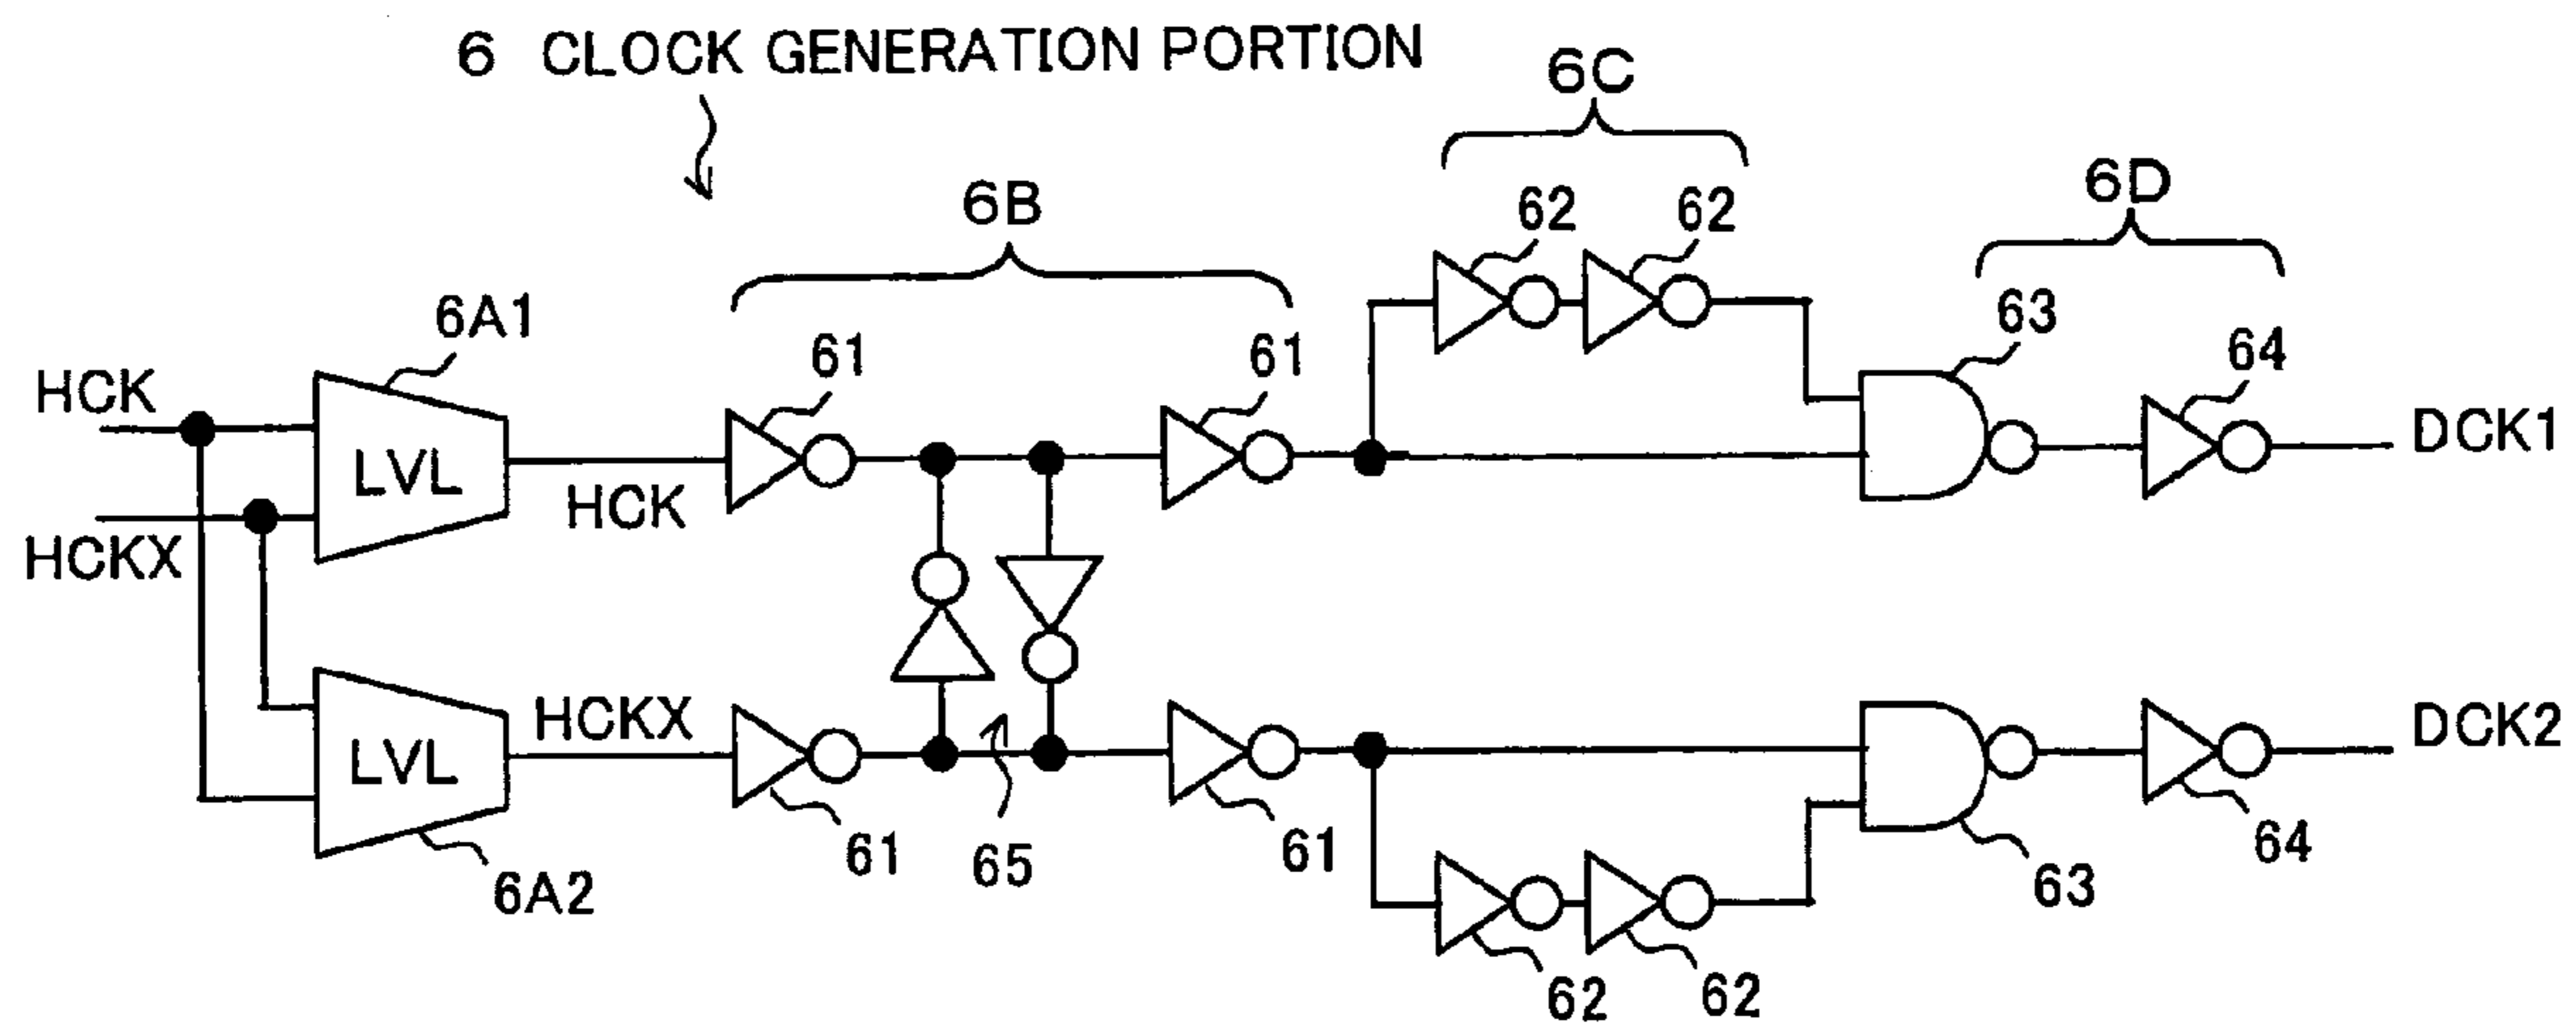 6 CLOCK GENERATION PORTION
6C
6D
6B
62
62
6A1
61
61
63
64
HCK
LVL
HCK
DCK1
HCKX
HCKX
LVL
DCK2
6A2
61
65
61
62
62
63
64